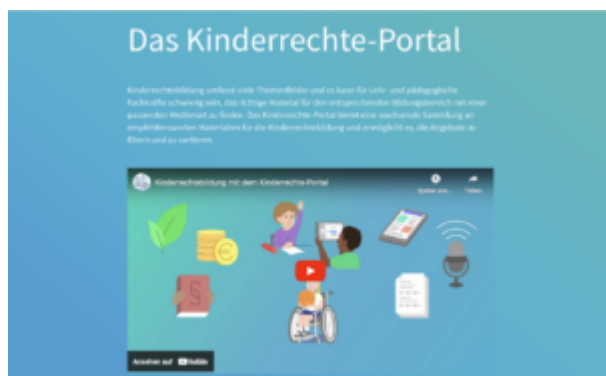 Das Kinderrechte-Portal
Kinderrechtebildung umfasst viele Themenfelder und es kann für Lehr- und pädagogische
Fachkräfte schwierig sein, das richtige Material für den entsprechenden Bildungsbereich mit einer
passenden Medienart zu finden. Das Kinderrechte-Portal bietet eine wachsende Sammlung an
empfehlenswerten Materialien für die Kinderrechtebildung und ermöglicht es, die Angebote zu
filtern und zu sortieren.
Kinderrechtebildung mit dem Kinderrechte-Portal
Teilen
§
€
Ansehen auf YouTube